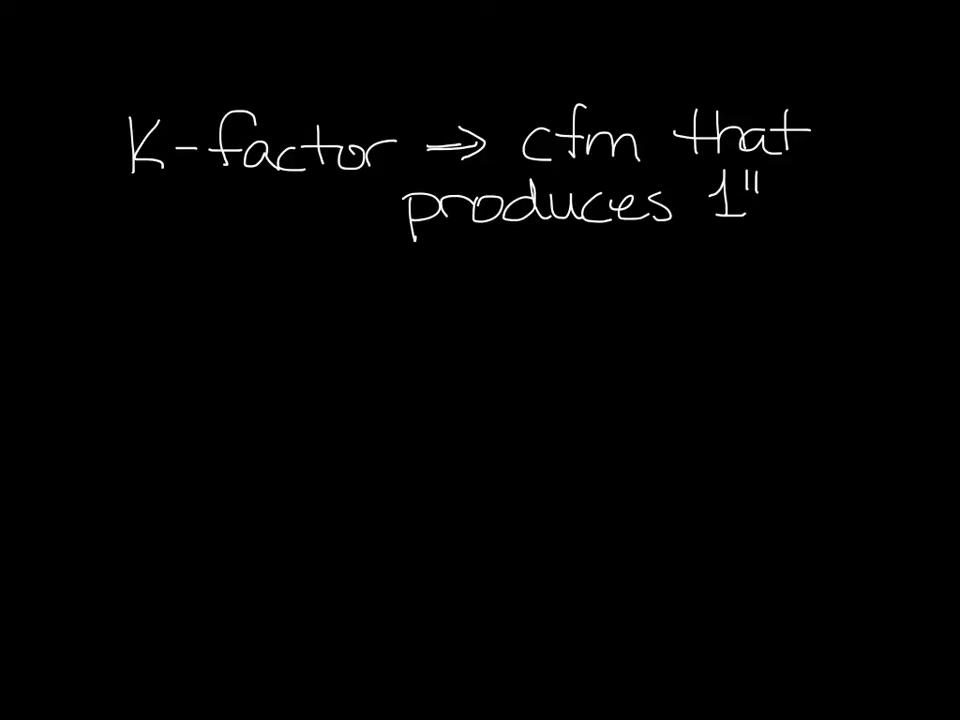 K-factor ⇒ cfm that
produces 1"